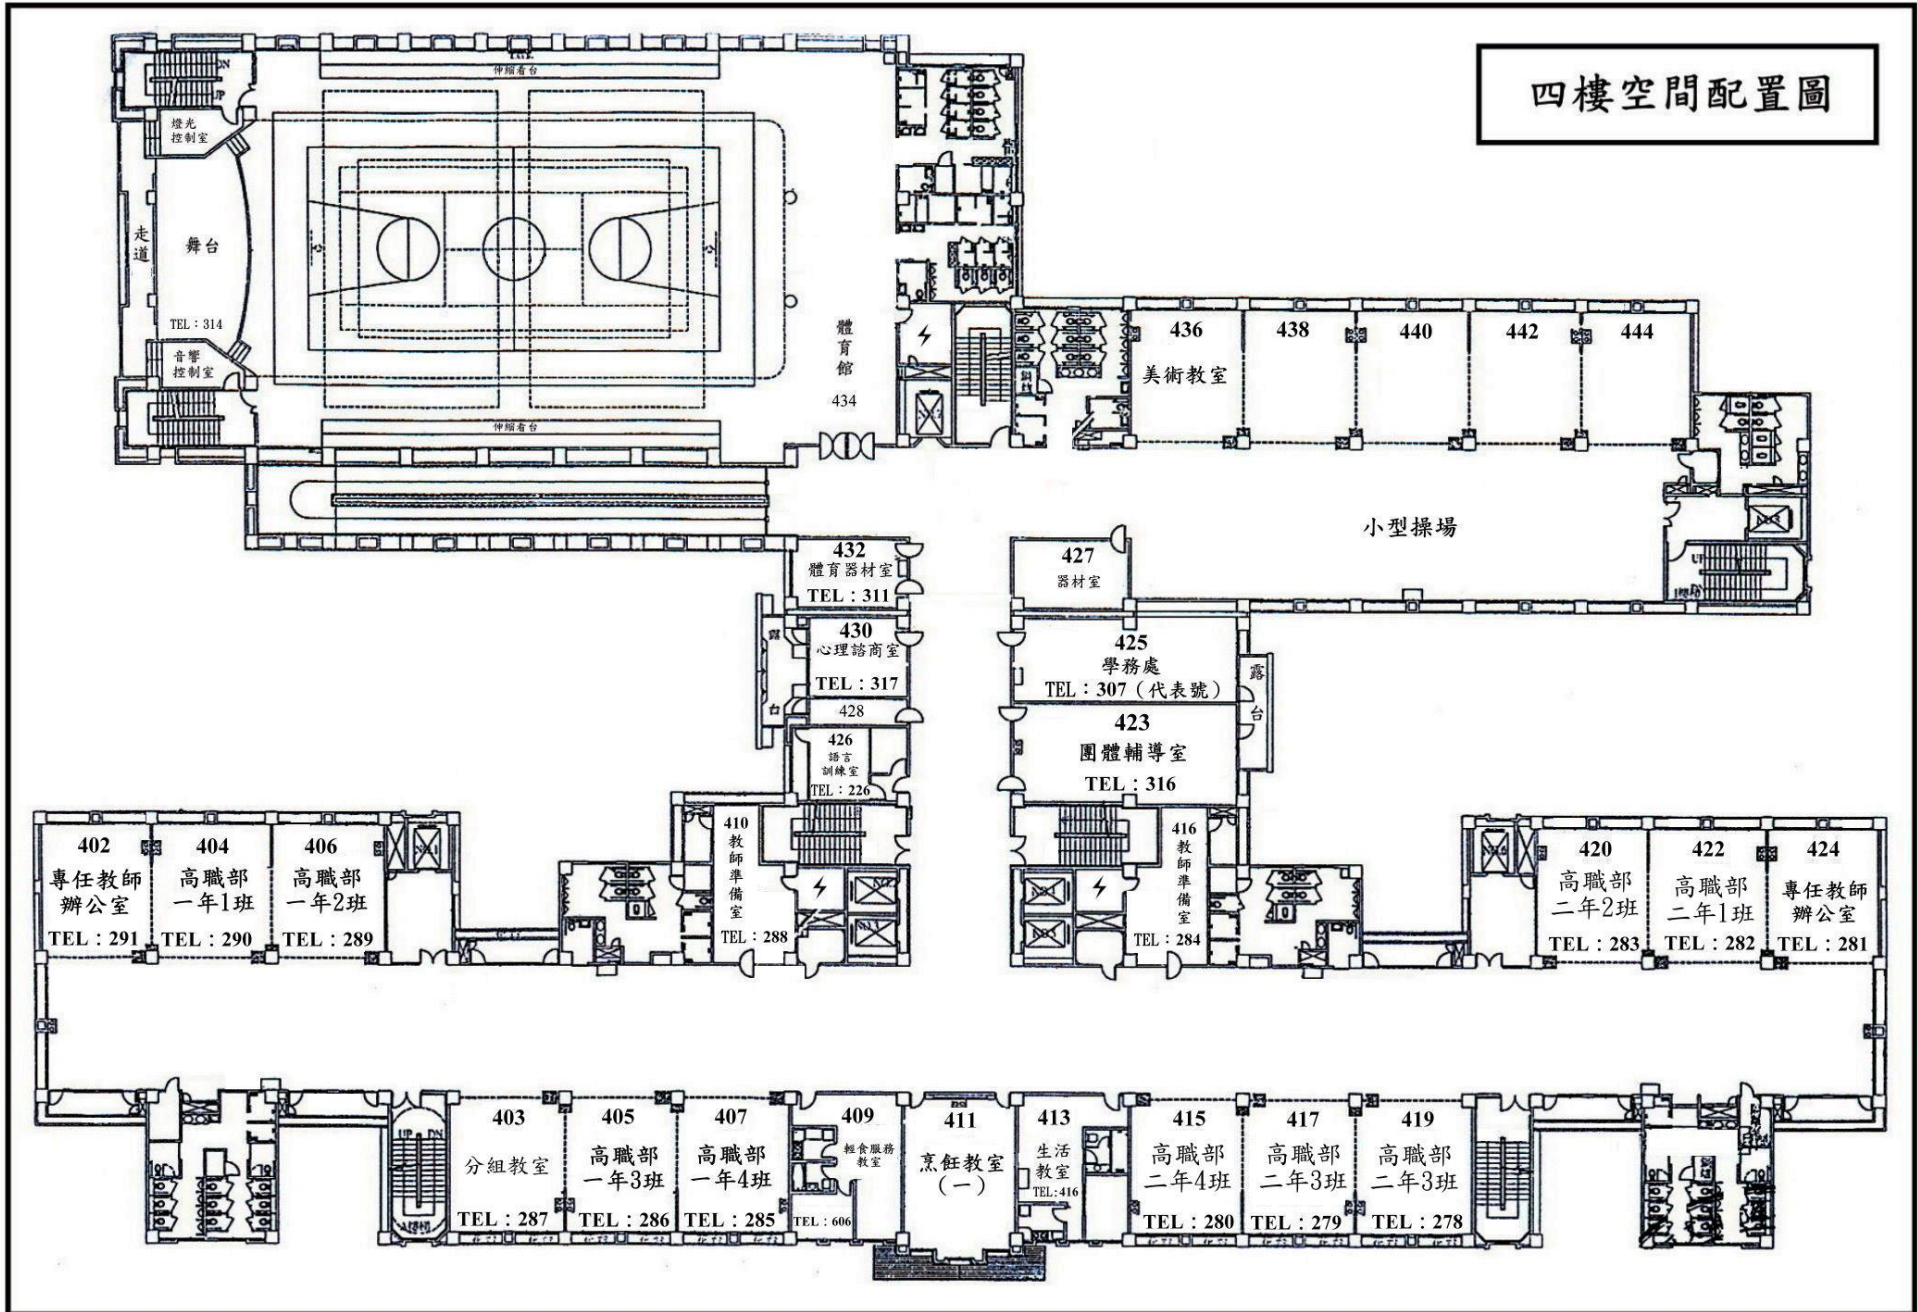 四樓空間配置圖
伸縮看台
DN
UP
燈光
控制室
走道
舞台
TEL：314
音響
控制室
體育館
434
伸縮看台
436
美術教室
438
440
442
444
小型操場
UP
432
體育器材室
TEL：311
427
器材室
430
心理諮商室
TEL：317
露台
428
426
語言
訓練室
TEL：226
425
學務處
TEL：307（代表號）
露台
423
團體輔導室
TEL：316
402
專任教師
辦公室
TEL：291
404
高職部
一年1班
TEL：290
406
高職部
一年2班
TEL：289
410
教師準備室
TEL：288
416
教師準備室
TEL：284
420
高職部
二年2班
TEL：283
422
高職部
二年1班
TEL：282
424
專任教師
辦公室
TEL：281
UP DN
403
分組教室
TEL：287
405
高職部
一年3班
TEL：286
407
高職部
一年4班
TEL：285
409
輕食服務
教室
TEL：606
411
烹飪教室
（一）
413
生活
教室
TEL:416
415
高職部
二年4班
TEL：280
417
高職部
二年3班
TEL：279
419
高職部
二年3班
TEL：278